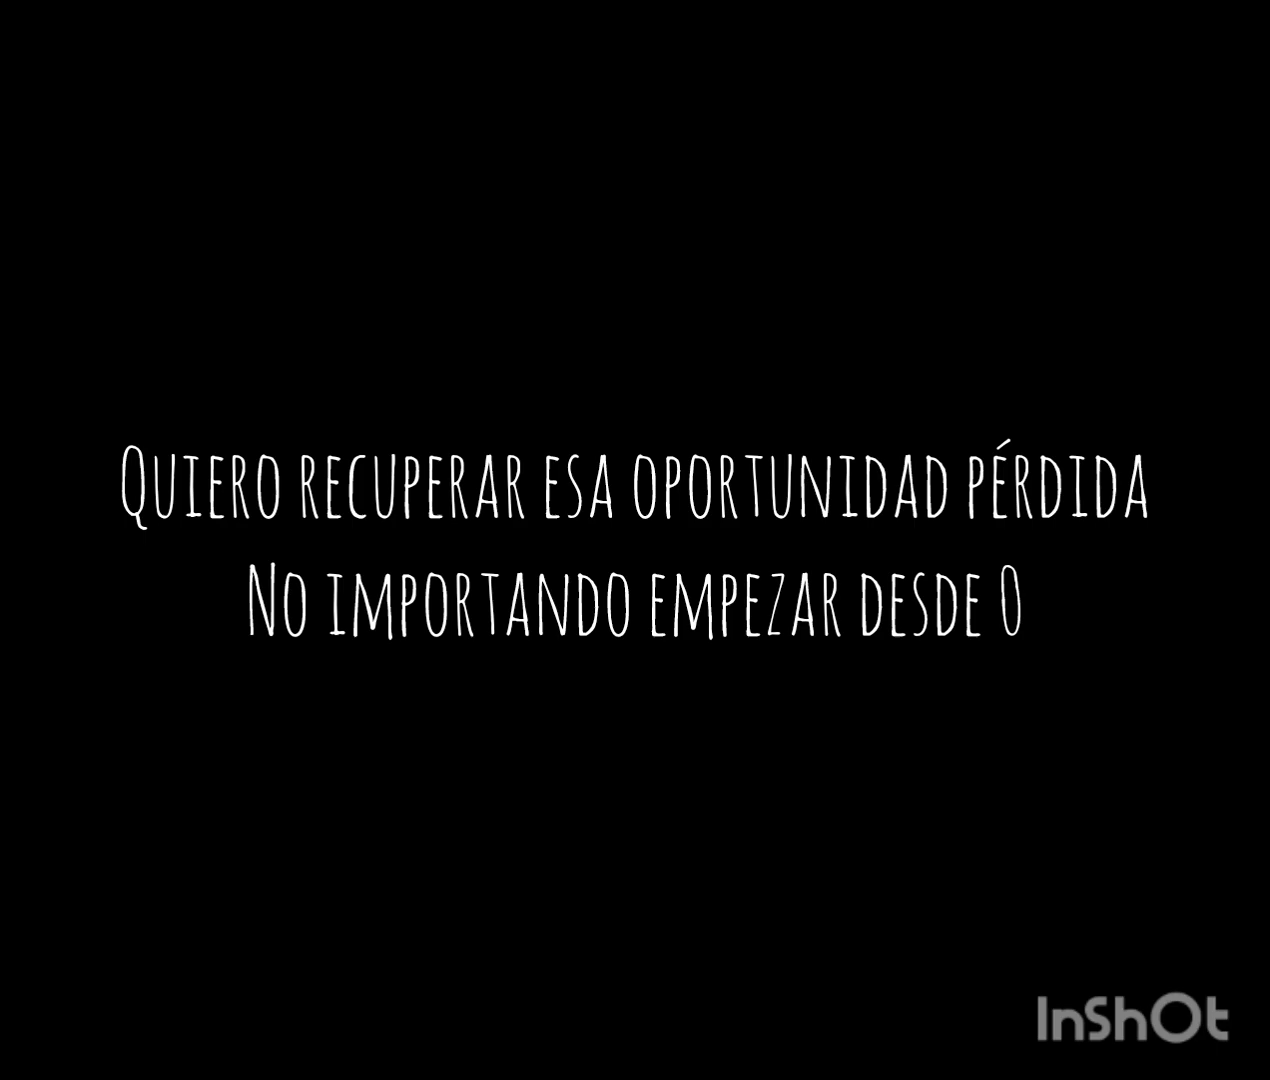 Quiero recuperar esa oportunidad pérdida
No importando empezar desde 0
InShOt